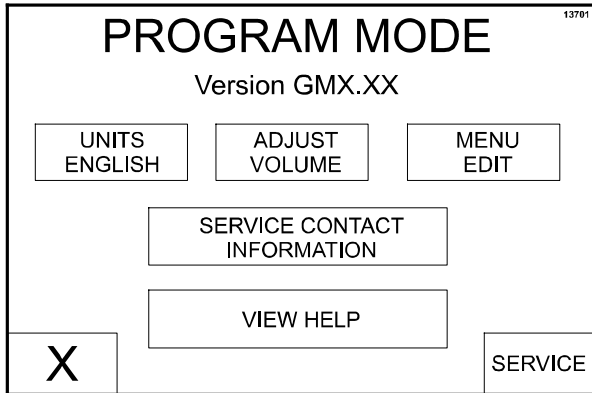 13701
PROGRAM MODE
Version GMX.XX
UNITS
ENGLISH
ADJUST
VOLUME
MENU
EDIT
SERVICE CONTACT
INFORMATION
VIEW HELP
X
SERVICE